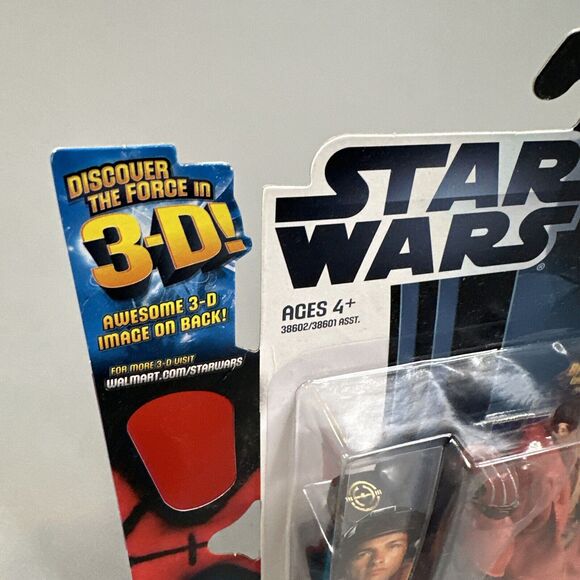 DISCOVER
THE FORCE IN
3-D!
AWESOME 3-D
IMAGE ON BACK!
FOR MORE 3-D VISIT
WALMART.COM/STARWARS
STAR
WARS®
AGES 4+
38602/38601 ASST.